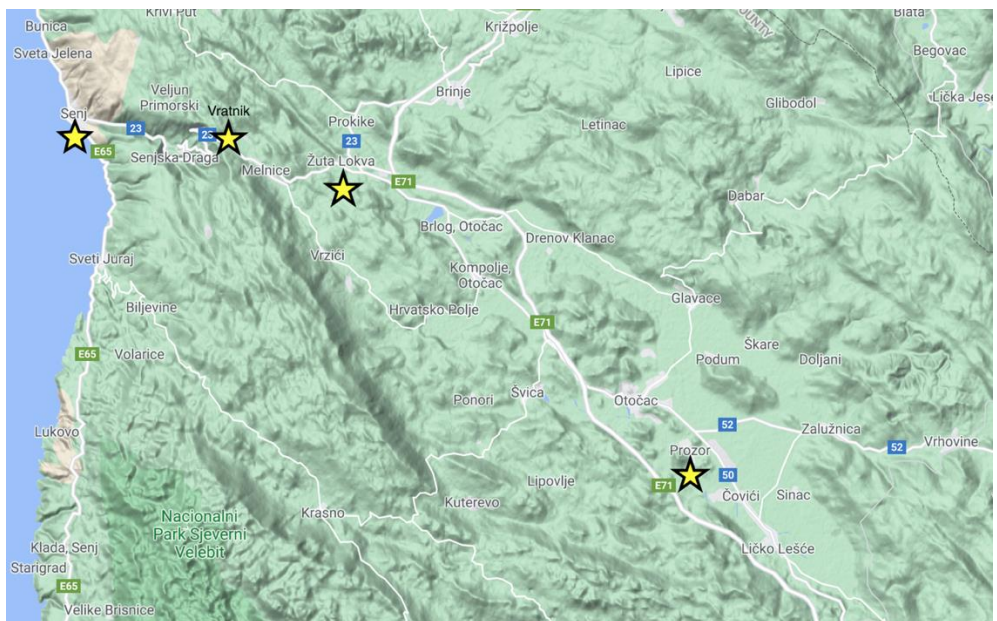 Krivi Put
OUNTY
Blata
Bunica
Križpolje
Sveta Jelena
Begovac
Lipice
Veljun
Primorski
Brinje
Glibodol
Lička Jese
Senj
Vratnik
Prokike
Letinac
23
23
23
E65
Senjska Draga
Žuta Lokva
Melnice
E71
Dabar
Brlog, Otočac
Drenov Klanac
Vrzići
Sveti Juraj
Kompolje,
Otočac
Biljevine
Hrvatsko Polje
Glavace
E71
Škare
E65
Volarice
Podum
Doljani
Švica
Ponori
Otočac
52
Zalužnica
Lukovo
Vrhovine
52
Prozor
50
Lipovlje
E71
Čovići
Sinac
Kuterevo
Krasno
Nacionalni
Park Sjeverni
Velebit
Klada, Senj
Ličko Lešće
Starigrad
E65
Velike Brisnice